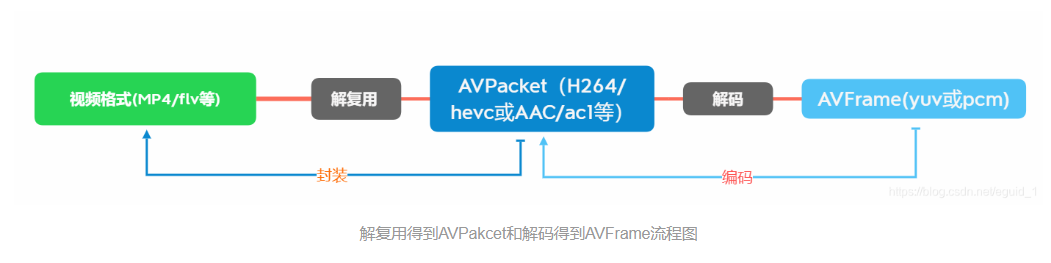 视频格式(MP4/flv等)
解复用
AVPacket（H264/
hevc或AAC/ac1等）
解码
AVFrame(yuv或pcm)
封装
编码
https://blog.csdn.net/eguid_1
解复用得到AVPakcet和解码得到AVFrame流程图